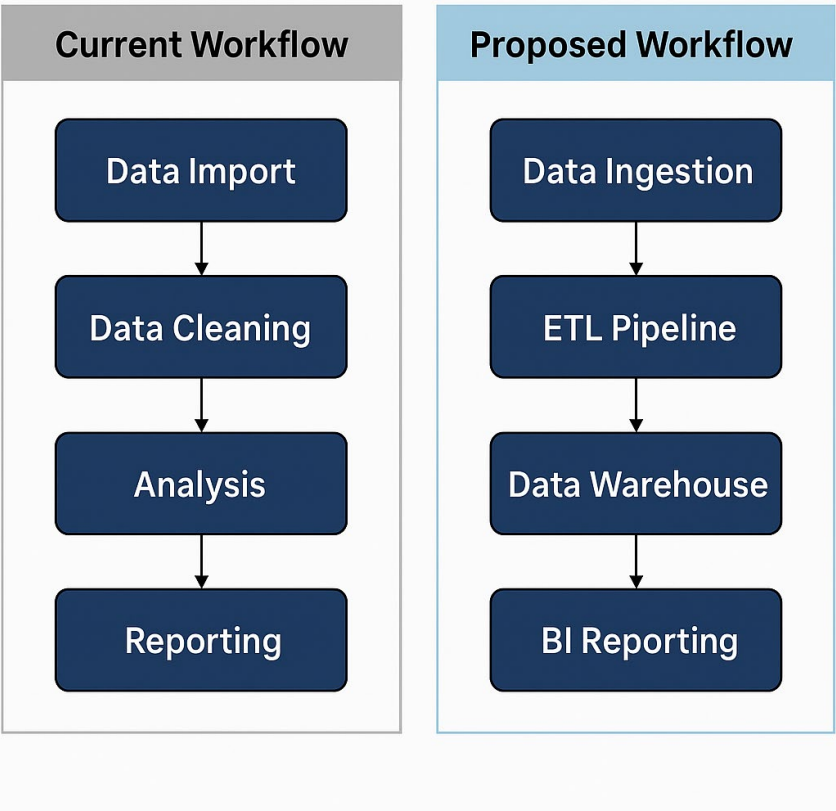 Current Workflow
Data Import
Data Cleaning
Analysis
Reporting
Proposed Workflow
Data Ingestion
ETL Pipeline
Data Warehouse
BI Reporting